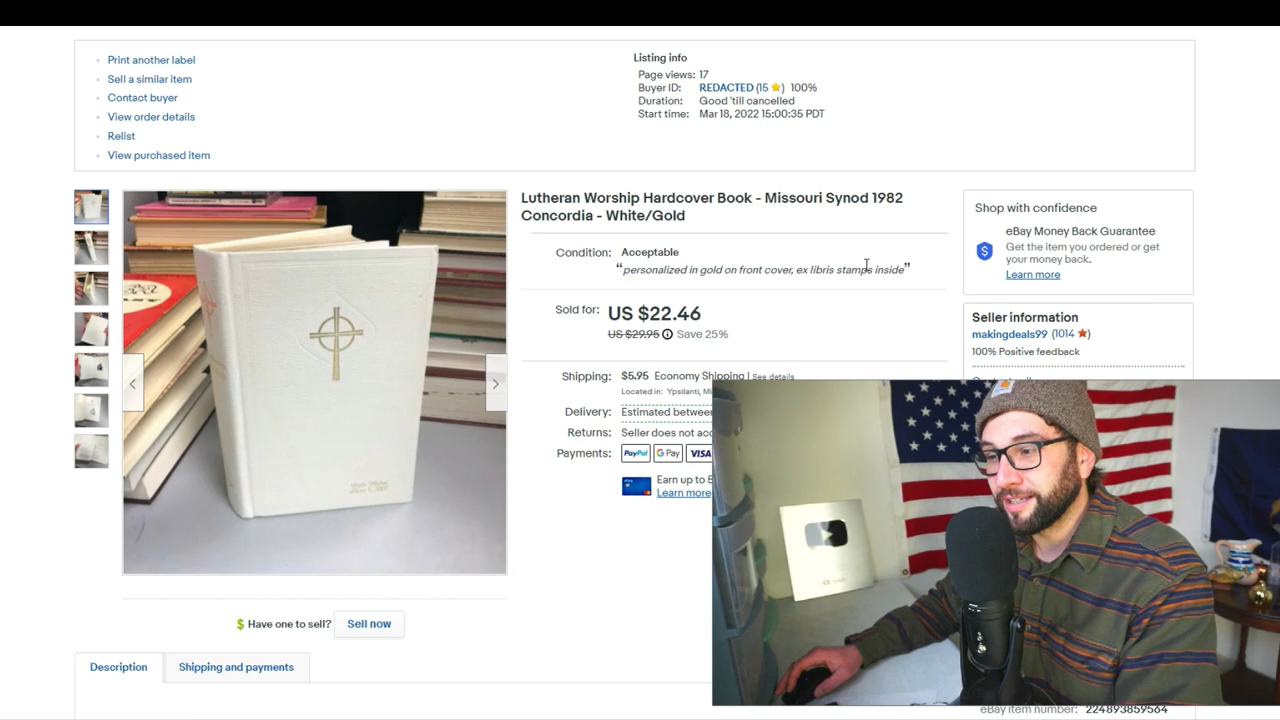 Print another label
Sell a similar item
Contact buyer
View order details
Relist
View purchased item
Listing info
Page views: 17
Buyer ID: REDACTED (15 ) 100%
Duration: Good 'till cancelled
Start time: Mar 18, 2022 15:00:35 PDT
Lutheran Worship Hardcover Book - Missouri Synod 1982
Concordia - White/Gold
Condition: Acceptable
“personalized in gold on front cover, ex libris stamps inside”
Sold for: US $22.46
US $29.95 Save 25%
Shipping: $5.95 Economy Shipping | See details
Located in: Ypsilanti,
Delivery: Estimated between
Returns: Seller does not
Payments: PayPal G Pay VISA
Earn up to
Learn more
Have one to sell? Sell now
Description
Shipping and payments
Shop with confidence
eBay Money Back Guarantee
Get the item you ordered or get
your money back.
Learn more
Seller information
makingdeals99 (1014 )
100% Positive feedback
eBay item number: 224893859564